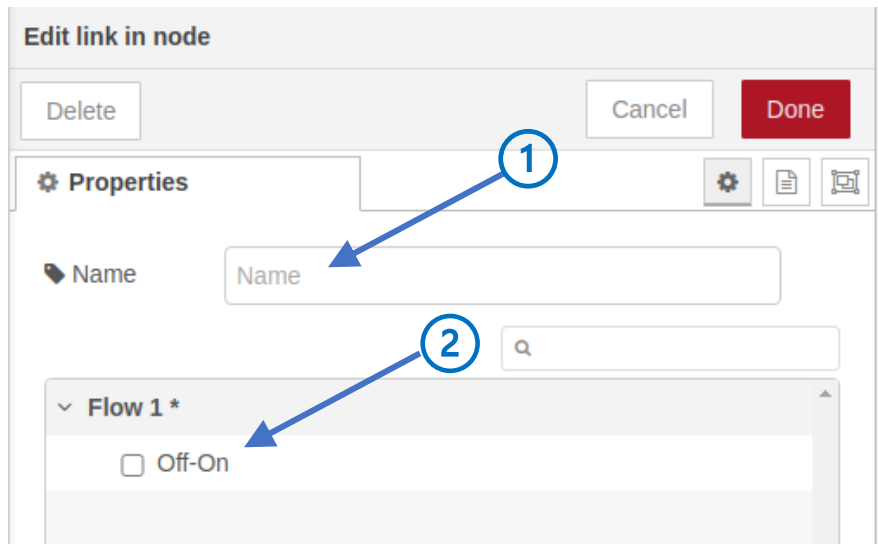 Edit link in node
Delete
Cancel
Done
1
Properties
Name
Name
2
Flow 1 *
Off-On